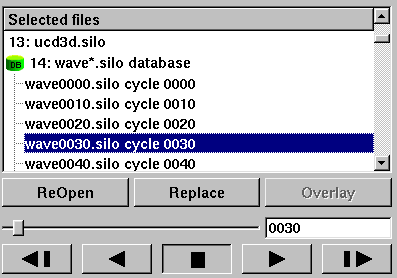 Selected files
13: ucd3d.silo
DB 14: wave*.silo database
wave0000.silo cycle 0000
wave0010.silo cycle 0010
wave0020.silo cycle 0020
wave0030.silo cycle 0030
wave0040.silo cycle 0040
ReOpen Replace Overlay
0030